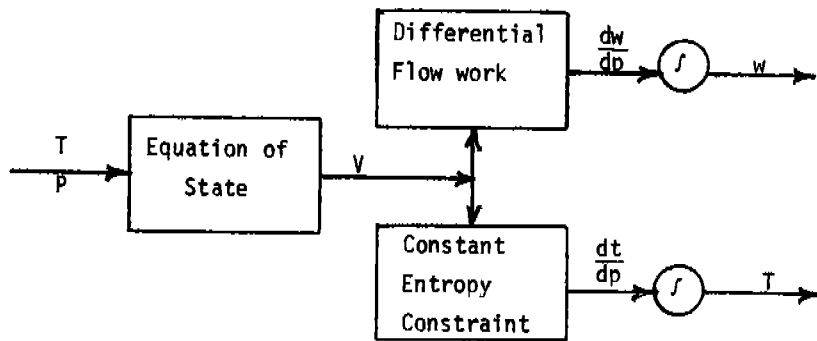 Differential
Flow work
dw
dp
∫
w
T
P
Equation of
State
V
Constant
Entropy
Constraint
dt
dp
∫
T